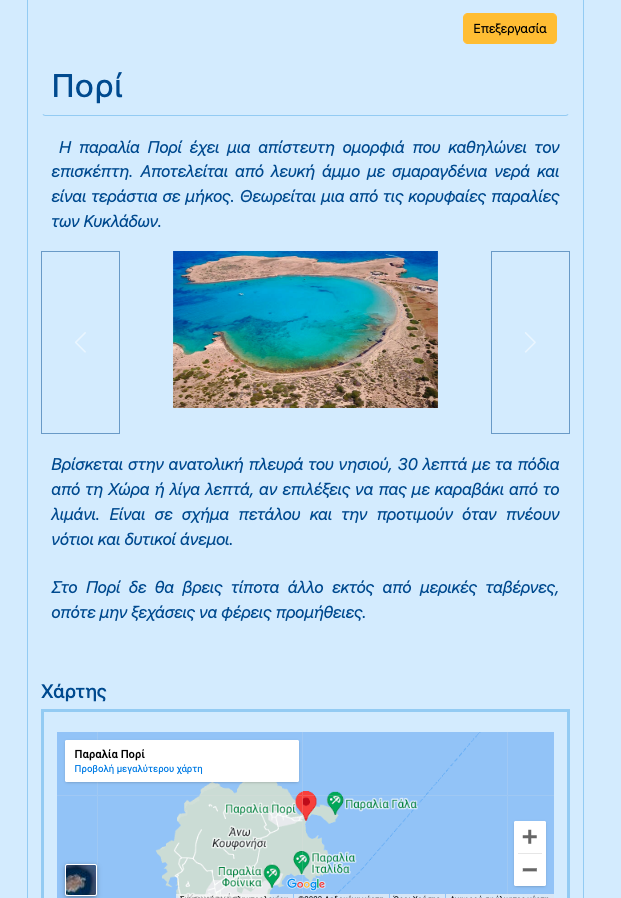 Επεξεργασία
Πορί
Η παραλία Πορί έχει μια απίστευτη ομορφιά που καθηλώνει τον
επισκέπτη. Αποτελείται από λευκή άμμο με σμαραγδένια νερά και
είναι τεράστια σε μήκος. Θεωρείται μια από τις κορυφαίες παραλίες
των Κυκλάδων.
Βρίσκεται στην ανατολική πλευρά του νησιού, 30 λεπτά με τα πόδια
από τη Χώρα ή λίγα λεπτά, αν επιλέξεις να πας με καραβάκι από το
λιμάνι. Είναι σε σχήμα πετάλου και την προτιμούν όταν πνέουν
νότιοι και δυτικοί άνεμοι.
Στο Πορί δε θα βρεις τίποτα άλλο εκτός από μερικές ταβέρνες,
οπότε μην ξεχάσεις να φέρεις προμήθειες.
Χάρτης
Παραλία Πορί
Προβολή μεγαλύτερου χάρτη
Παραλία Πορί
Παραλία Γάλα
Άνω
Κουφονήσι
Παραλία
Ιταλίδα
Παραλία
Φοίνικα
Google